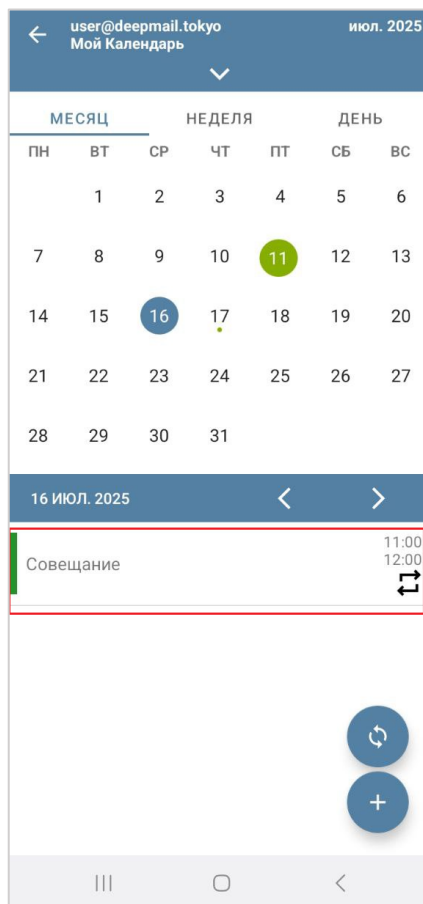 user@deepmail.tokyo июл. 2025
Мой Календарь
МЕСЯЦ НЕДЕЛЯ ДЕНЬ
ПН ВТ СР ЧТ ПТ СБ ВС
1 2 3 4 5 6
7 8 9 10 11 12 13
14 15 16 17 18 19 20
21 22 23 24 25 26 27
28 29 30 31
16 ИЮЛ. 2025
11:00
Совещание 12:00